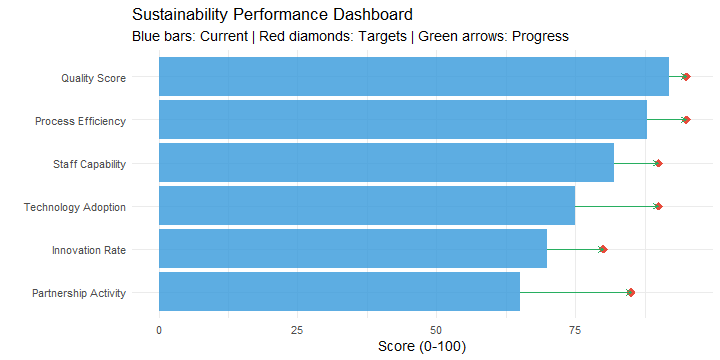 Sustainability Performance Dashboard
Blue bars: Current | Red diamonds: Targets | Green arrows: Progress
Quality Score
Process Efficiency
Staff Capability
Technology Adoption
Innovation Rate
Partnership Activity
0 25 50 75
Score (0-100)